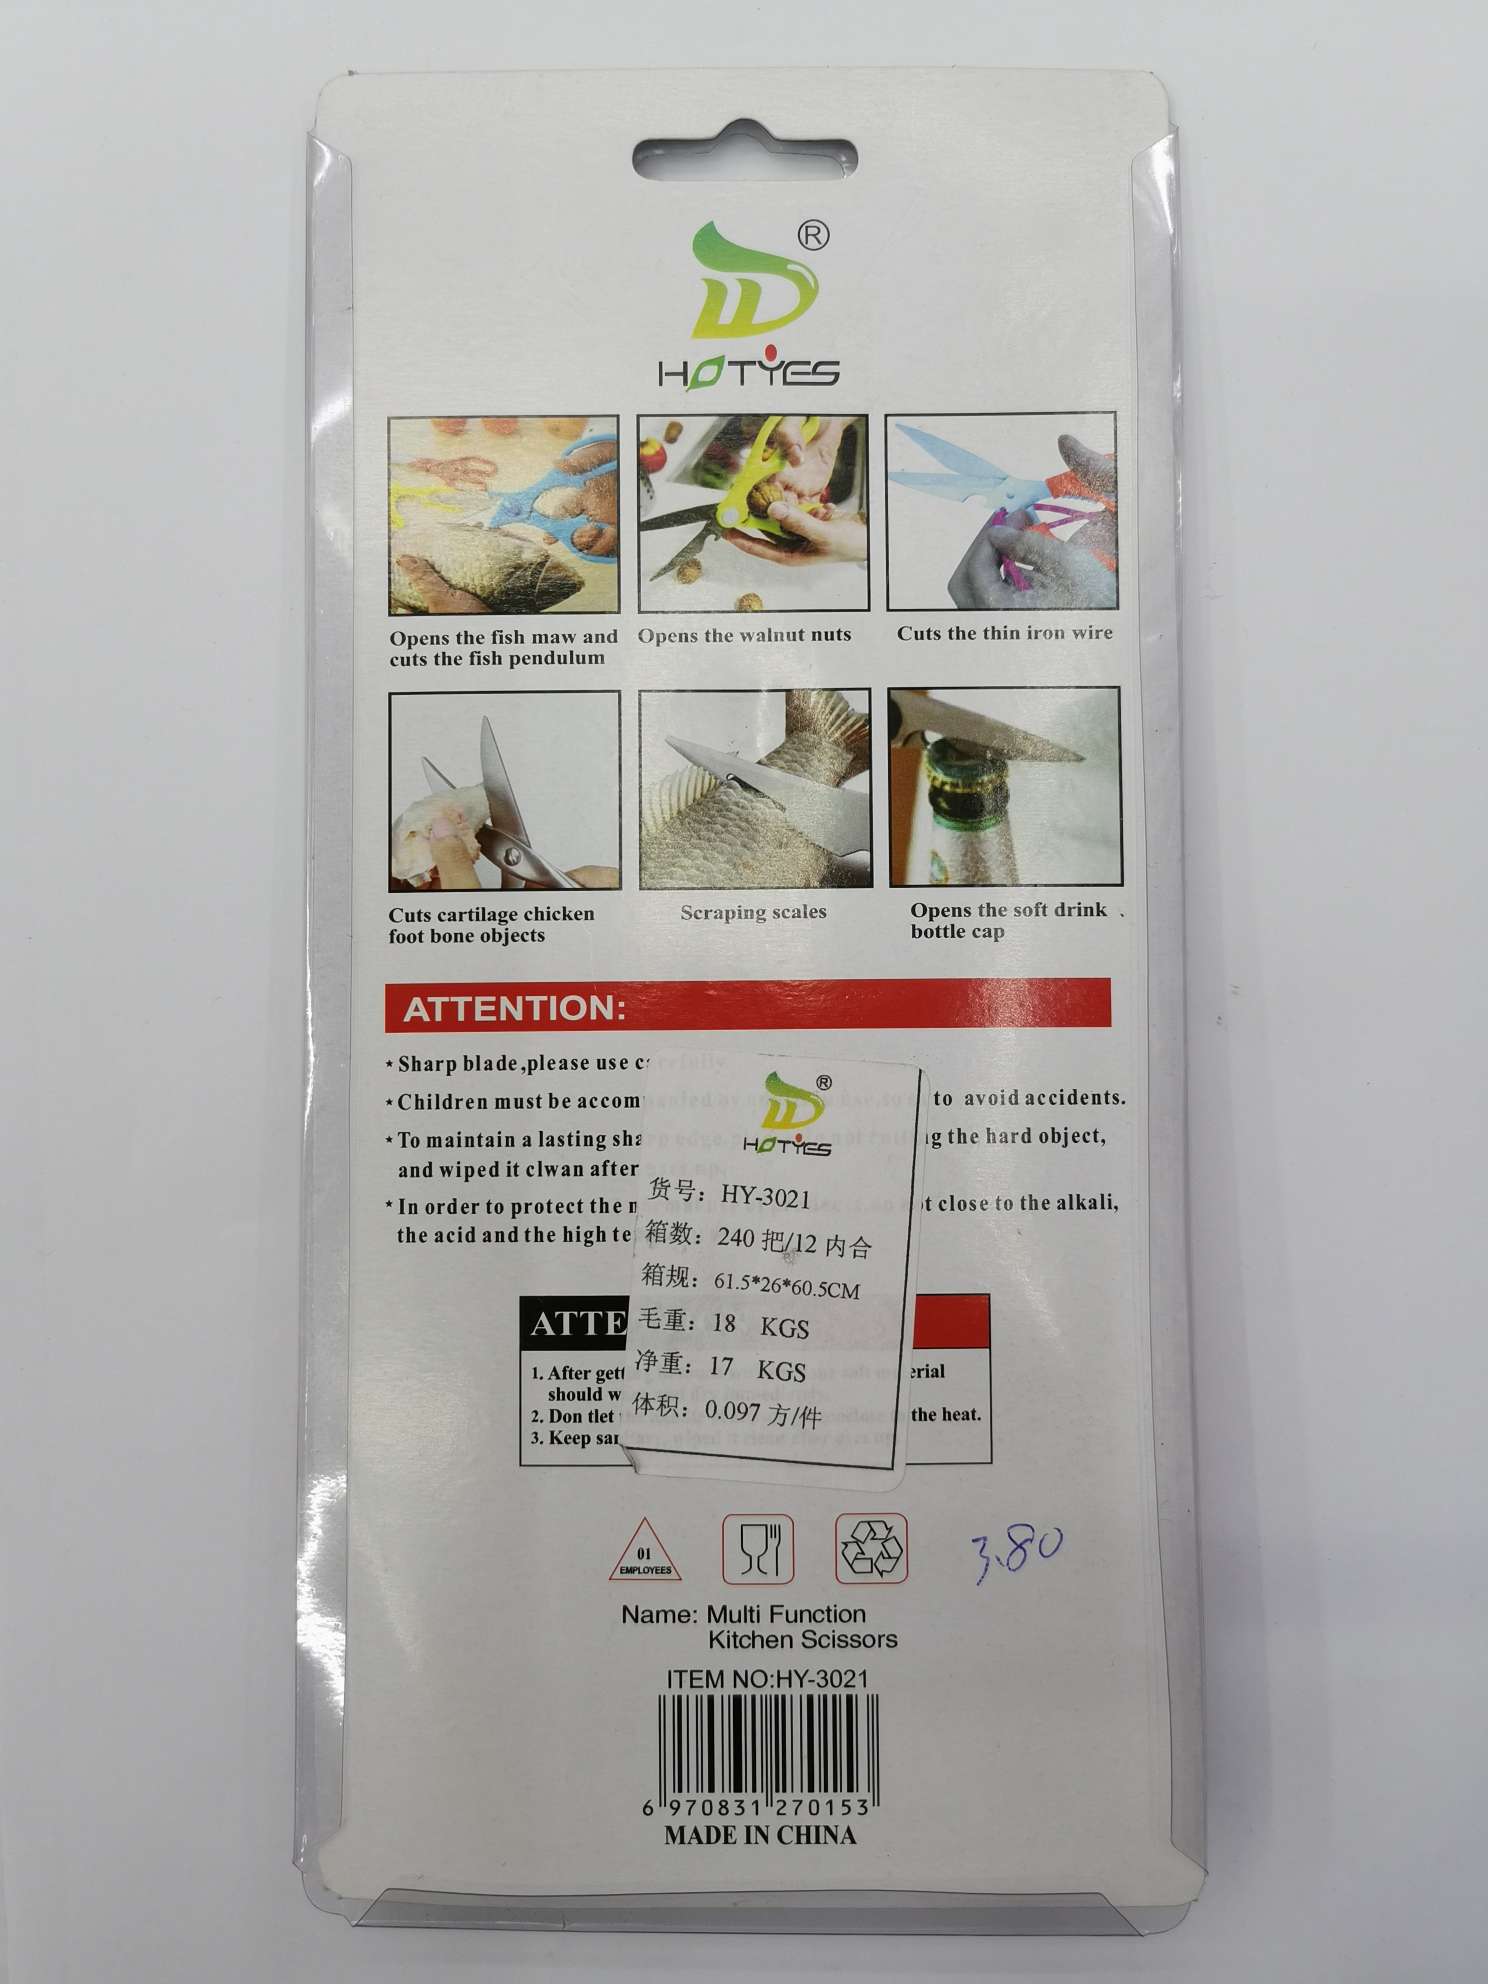 ®
HOTYES
Opens the fish maw and
cuts the fish pendulum
Opens the walnut nuts
Cuts the thin iron wire
Cuts cartilage chicken
foot bone objects
Scraping scales
Opens the soft drink
bottle cap
ATTENTION:
★Sharp blade,please use carefully
★Children must be accom to avoid accidents.
★To maintain a lasting sharp edge, the hard object,
and wiped it clwan after
★In order to protect the close to the alkali,
the acid and the high
®
HOTYES
货号：HY-3021
箱数：240 把/12 内合
箱规：61.5*26*60.5CM
毛重：18 KGS
净重：17 KGS
体积：0.097 方/件
ATTE
1. After
should
2. Don tlet the heat.
3. Keep
01
EMPLOYEES
3.80
Name: Multi Function
Kitchen Scissors
ITEM NO:HY-3021
6 970831 270153
MADE IN CHINA